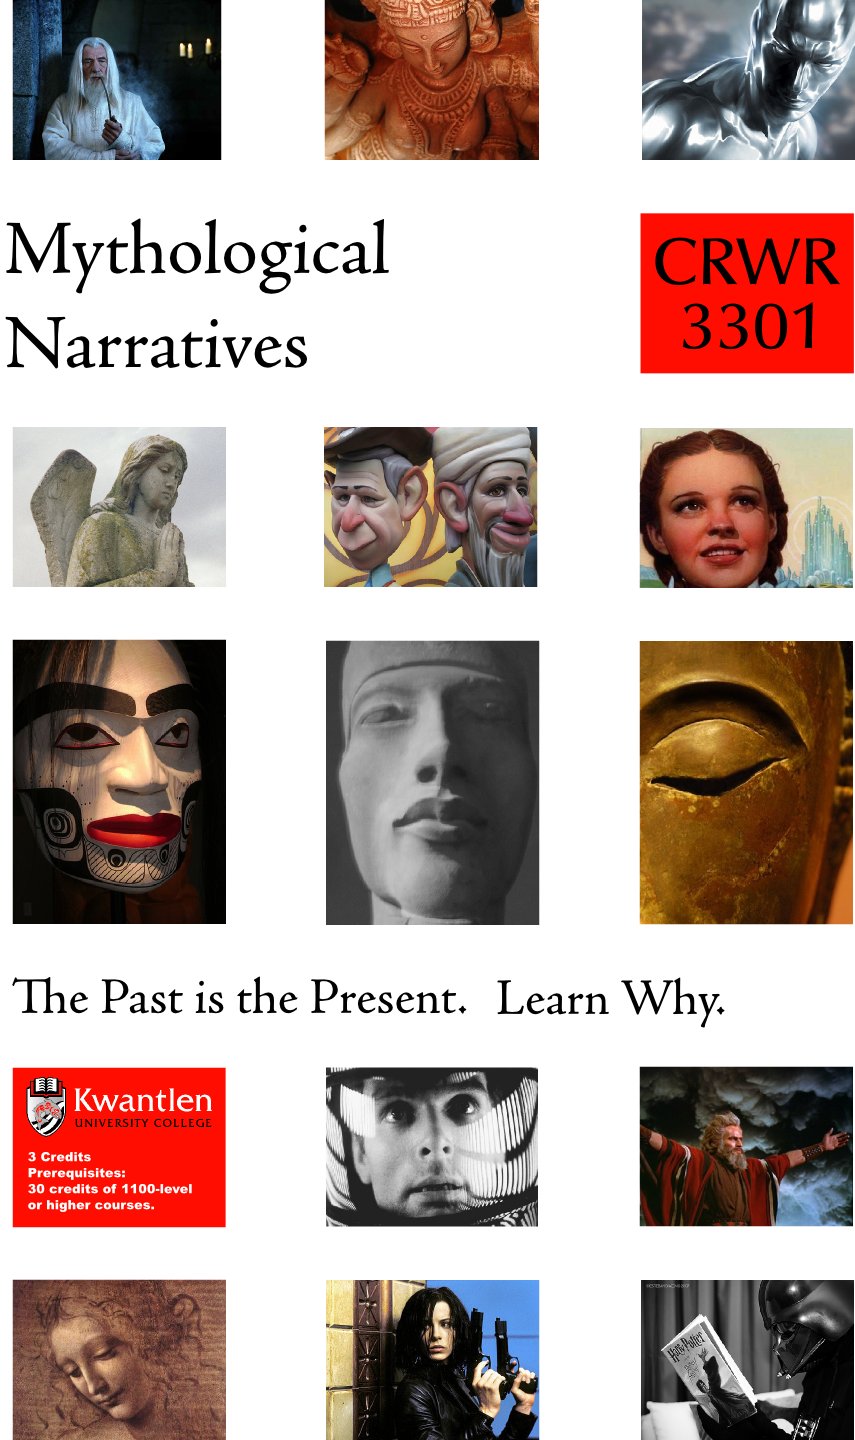 Mythological
Narratives
CRWR
3301
The Past is the Present. Learn Why.
Kwantlen
UNIVERSITY COLLEGE
3 Credits
Prerequisites:
30 credits of 1100-level
or higher courses.
Harry Potter